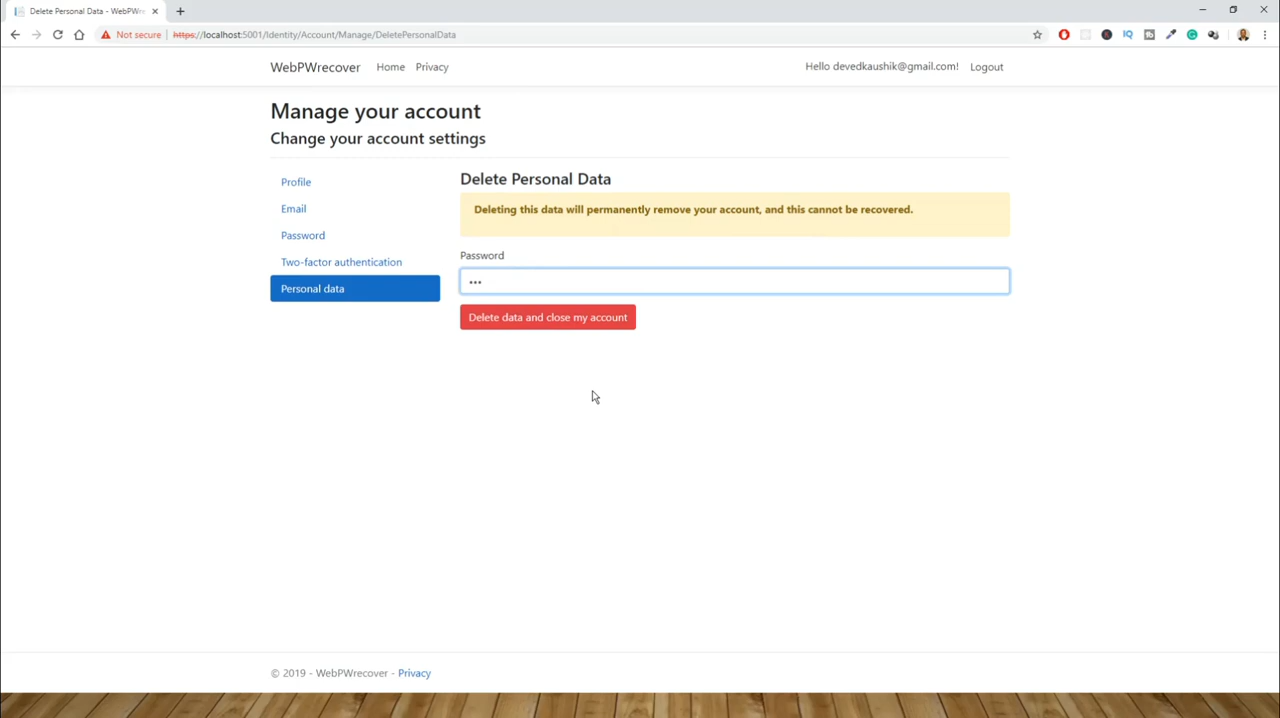 Delete Personal Data - WebPWre
Not secure | https://localhost:5001/Identity/Account/Manage/DeletePersonalData
WebPWrecover Home Privacy Hello devedkaushik@gmail.com! Logout
Manage your account
Change your account settings
Profile
Email
Password
Two-factor authentication
Personal data
Delete Personal Data
Deleting this data will permanently remove your account, and this cannot be recovered.
Password
•••
Delete data and close my account
© 2019 - WebPWrecover - Privacy